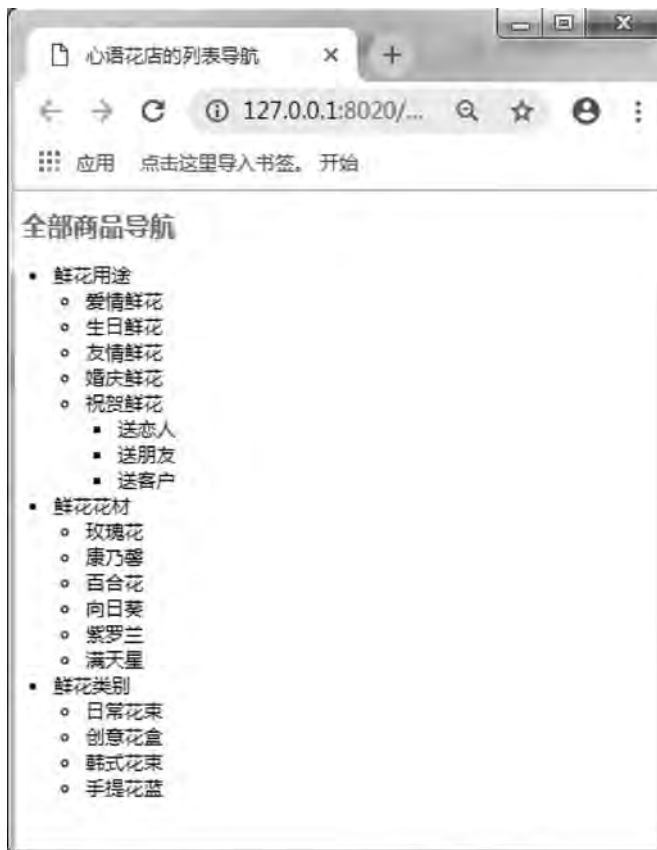 心语花店的列表导航
127.0.0.1:8020/...
应用 点击这里导入书签。 开始
全部商品导航
鲜花用途
爱情鲜花
生日鲜花
友情鲜花
婚庆鲜花
祝贺鲜花
送恋人
送朋友
送客户
鲜花花材
玫瑰花
康乃馨
百合花
向日葵
紫罗兰
满天星
鲜花类别
日常花束
创意花盒
韩式花束
手提花蓝